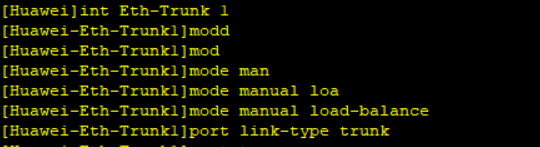 [Huawei]int Eth-Trunk 1
[Huawei-Eth-Trunk1]modd
[Huawei-Eth-Trunk1]mod
[Huawei-Eth-Trunk1]mode man
[Huawei-Eth-Trunk1]mode manual loa
[Huawei-Eth-Trunk1]mode manual load-balance
[Huawei-Eth-Trunk1]port link-type trunk